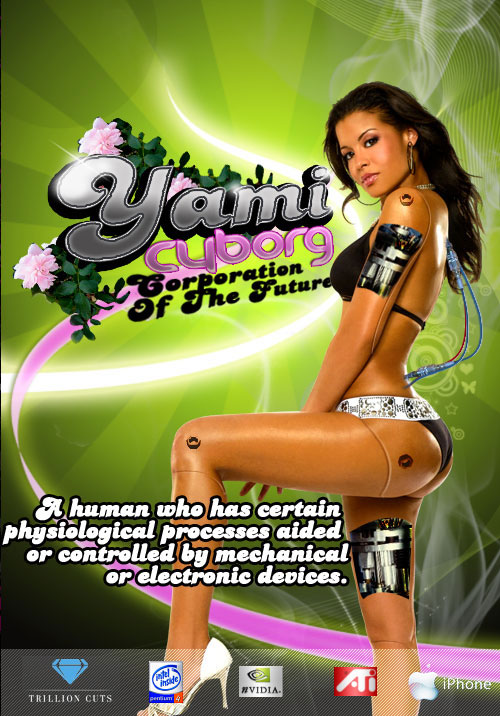 Yami
cyborg
Corporation
Of The Future
A human who has certain
physiological processes aided
or controlled by mechanical
or electronic devices.
TRILLION CUTS
intel
inside
pentium 4
NVIDIA.
ATi
iPhone